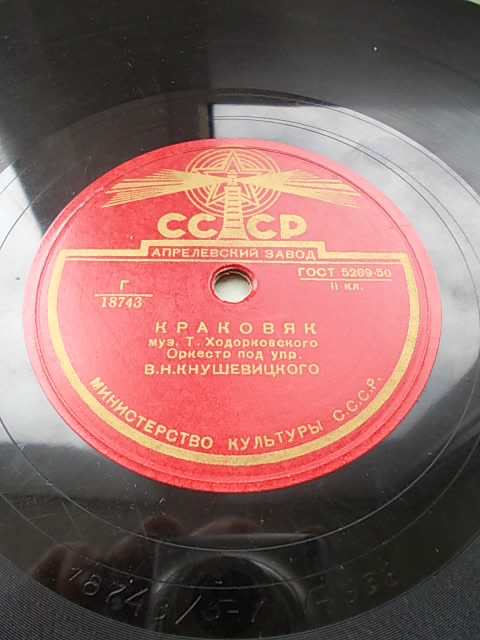 СССР
АПРЕЛЕВСКИЙ ЗАВОД
Г
18743
ГОСТ 5289-50
II кл.
КРАКОВЯК
муз. Т. Ходорковского
Оркестр под упр.
В.Н.КНУШЕВИЦКОГО
МИНИСТЕРСТВО КУЛЬТУРЫ С.С.С.Р.